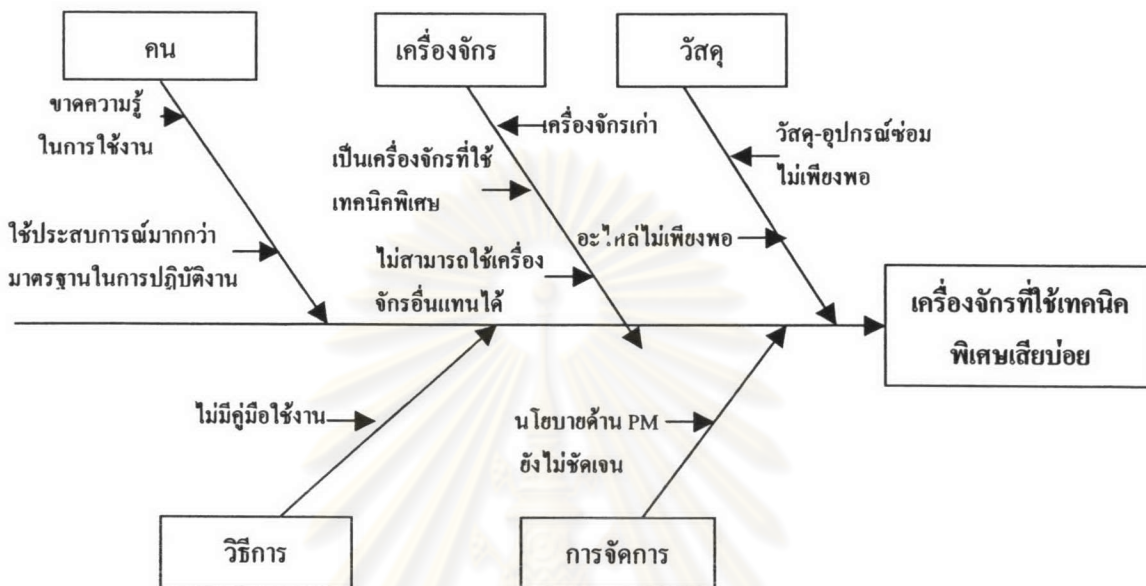 คน
เครื่องจักร
วัสดุ
ขาดความรู้
ในการใช้งาน
เครื่องจักรเก่า
วัสดุ-อุปกรณ์ซ่อม
ไม่เพียงพอ
เป็นเครื่องจักรที่ใช้
เทคนิคพิเศษ
ใช้ประสบการณ์มากกว่า
มาตรฐานในการปฎิบัติงาน
อะไหล่ไม่เพียงพอ
ไม่สามารถใช้เครื่อง
จักรอื่นแทนได้
เครื่องจักรที่ใช้เทคนิค
พิเศษเสียบ่อย
ไม่มีคู่มือใช้งาน
นโยบายด้าน PM
ยังไม่ชัดเจน
วิธีการ
การจัดการ